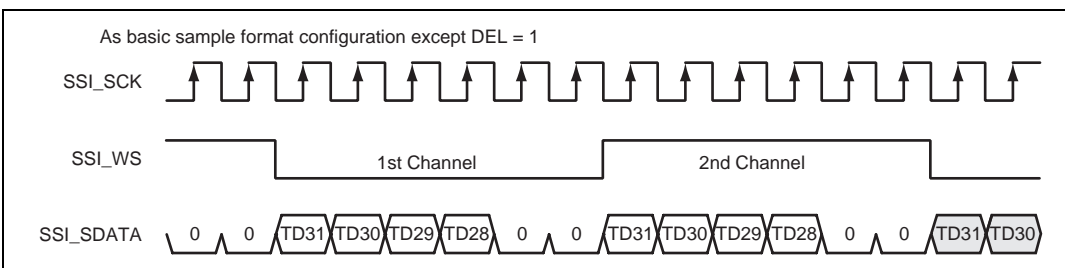 As basic sample format configuration except DEL = 1
SSI_SCK
SSI_WS 1st Channel 2nd Channel
SSI_SDATA 0 0 TD31 TD30 TD29 TD28 0 0 TD31 TD30 TD29 TD28 0 0 TD31 TD30